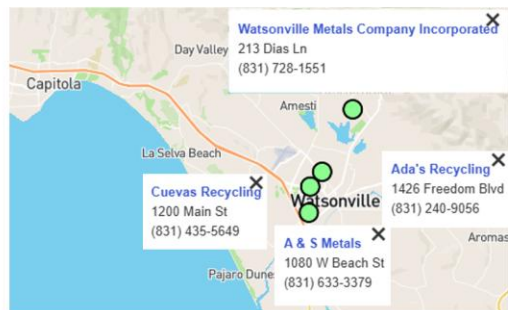 Watsonville Metals Company Incorporated
213 Dias Ln
(831) 728-1551
Day Valley
Capitola
Amesti
La Selva Beach
Cuevas Recycling
1200 Main St
(831) 435-5649
Ada's Recycling
1426 Freedom Blvd
(831) 240-9056
Watsonville
A & S Metals
1080 W Beach St
(831) 633-3379
Aromas
Pajaro Dune